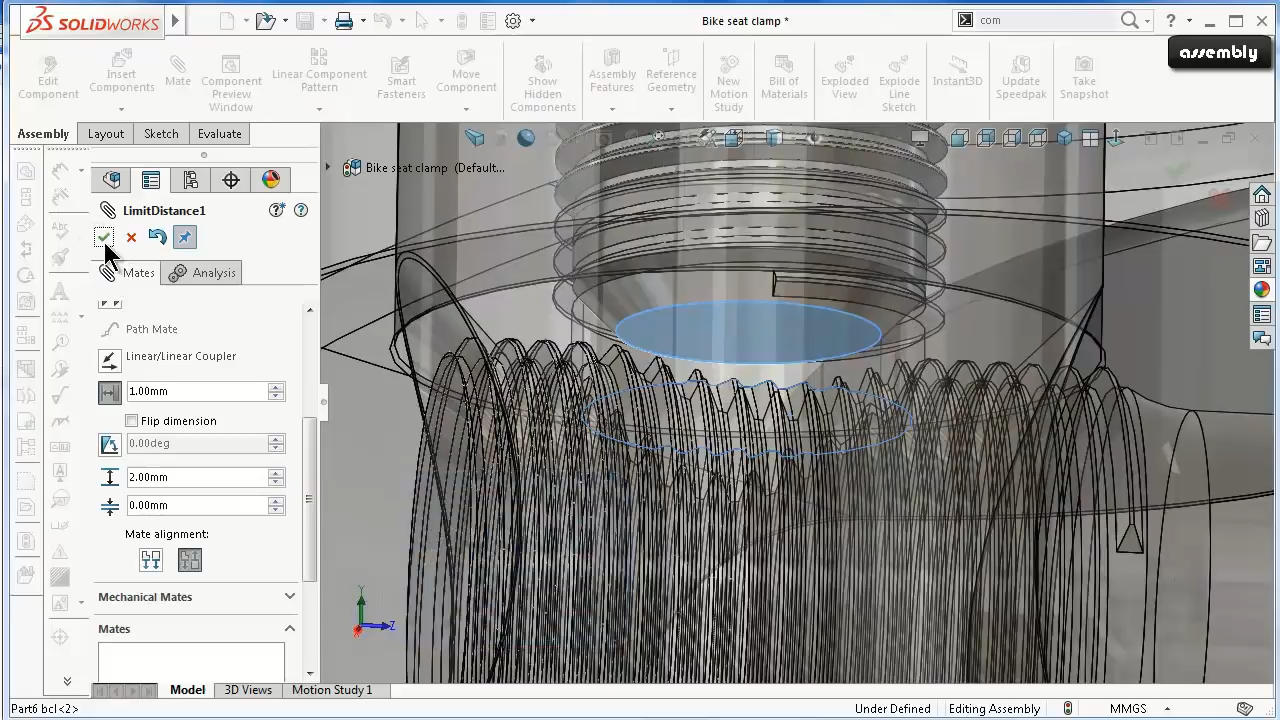 SOLIDWORKS
Bike seat clamp *
com
assembly
Edit Component
Insert Components
Mate
Component Preview Window
Linear Component Pattern
Smart Fasteners
Move Component
Show Hidden Components
Assembly Features
Reference Geometry
New Motion Study
Bill of Materials
Exploded View
Explode Line Sketch
Instant3D
Update Speedpak
Take Snapshot
Assembly
Layout
Sketch
Evaluate
Bike seat clamp (Default...
LimitDistance1
Mates
Analysis
Path Mate
Linear/Linear Coupler
1.00mm
Flip dimension
0.00deg
2.00mm
0.00mm
Mate alignment:
Mechanical Mates
Mates
Y
Z
Model
3D Views
Motion Study 1
Part6 bcl<2>
Under Defined
Editing Assembly
MMGS